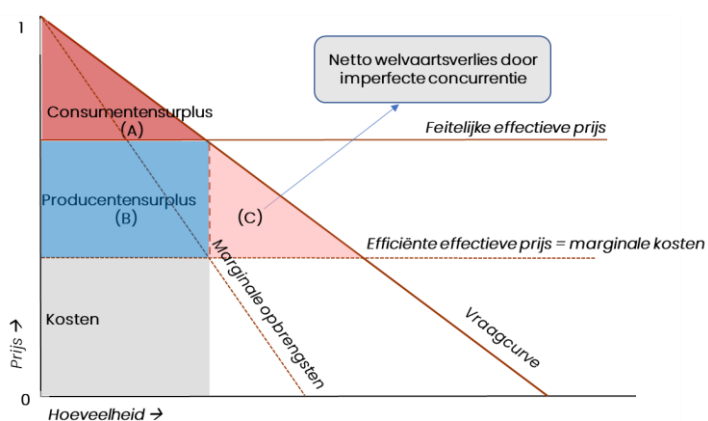 1
Netto welvaartsverlies door
imperfecte concurrentie
Consumentensurplus
(A)
Feitelijke effectieve prijs
Producentensurplus
(B)
(C)
Efficiënte effectieve prijs = marginale kosten
Marginale opbrengsten
Kosten
Vraagcurve
Prijs →
0
Hoeveelheid →